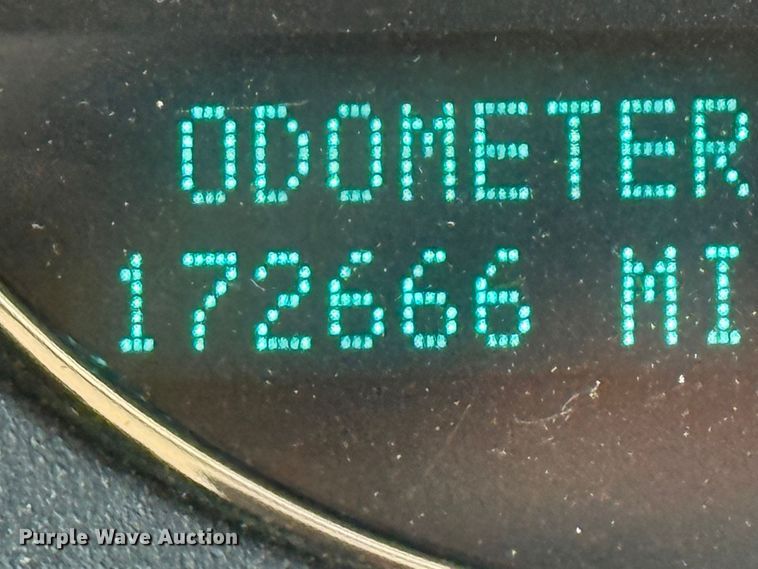 ODOMETER
172666 MI
Purple Wave Auction